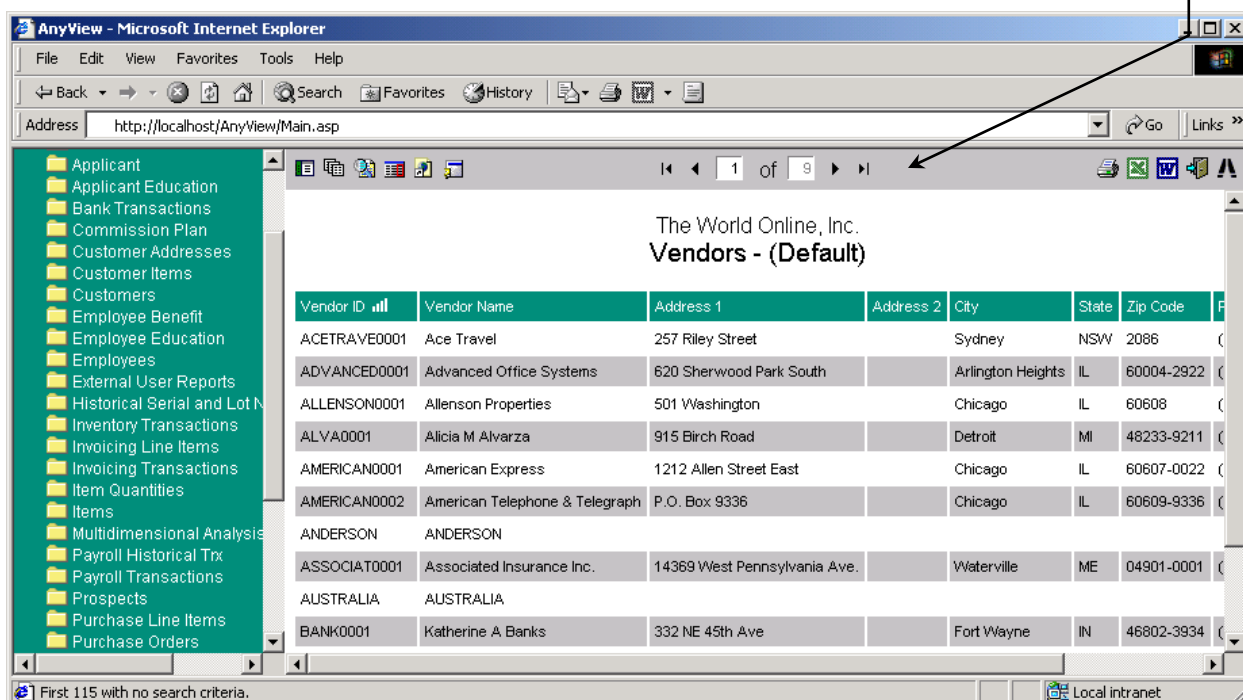 AnyView - Microsoft Internet Explorer
File Edit View Favorites Tools Help
Back Search Favorites History
Address http://localhost/AnyView/Main.asp Go Links »
1 of 9
Applicant
Applicant Education
Bank Transactions
Commission Plan
Customer Addresses
Customer Items
Customers
Employee Benefit
Employee Education
Employees
External User Reports
Historical Serial and Lot N
Inventory Transactions
Invoicing Line Items
Invoicing Transactions
Item Quantities
Items
Multidimensional Analysis
Payroll Historical Trx
Payroll Transactions
Prospects
Purchase Line Items
Purchase Orders
The World Online, Inc.
Vendors - (Default)
Vendor ID Vendor Name Address 1 Address 2 City State Zip Code
ACETRAVE0001 Ace Travel 257 Riley Street Sydney NSW 2086 (
ADVANCED0001 Advanced Office Systems 620 Sherwood Park South Arlington Heights IL 60004-2922 (
ALLENSON0001 Allenson Properties 501 Washington Chicago IL 60608 (
ALVA0001 Alicia M Alvarza 915 Birch Road Detroit MI 48233-9211 (
AMERICAN0001 American Express 1212 Allen Street East Chicago IL 60607-0022 (
AMERICAN0002 American Telephone & Telegraph P.O. Box 9336 Chicago IL 60609-9336 (
ANDERSON ANDERSON
ASSOCIAT0001 Associated Insurance Inc. 14369 West Pennsylvania Ave. Waterville ME 04901-0001 (
AUSTRALIA AUSTRALIA
BANK0001 Katherine A Banks 332 NE 45th Ave Fort Wayne IN 46802-3934 (
First 115 with no search criteria. Local intranet